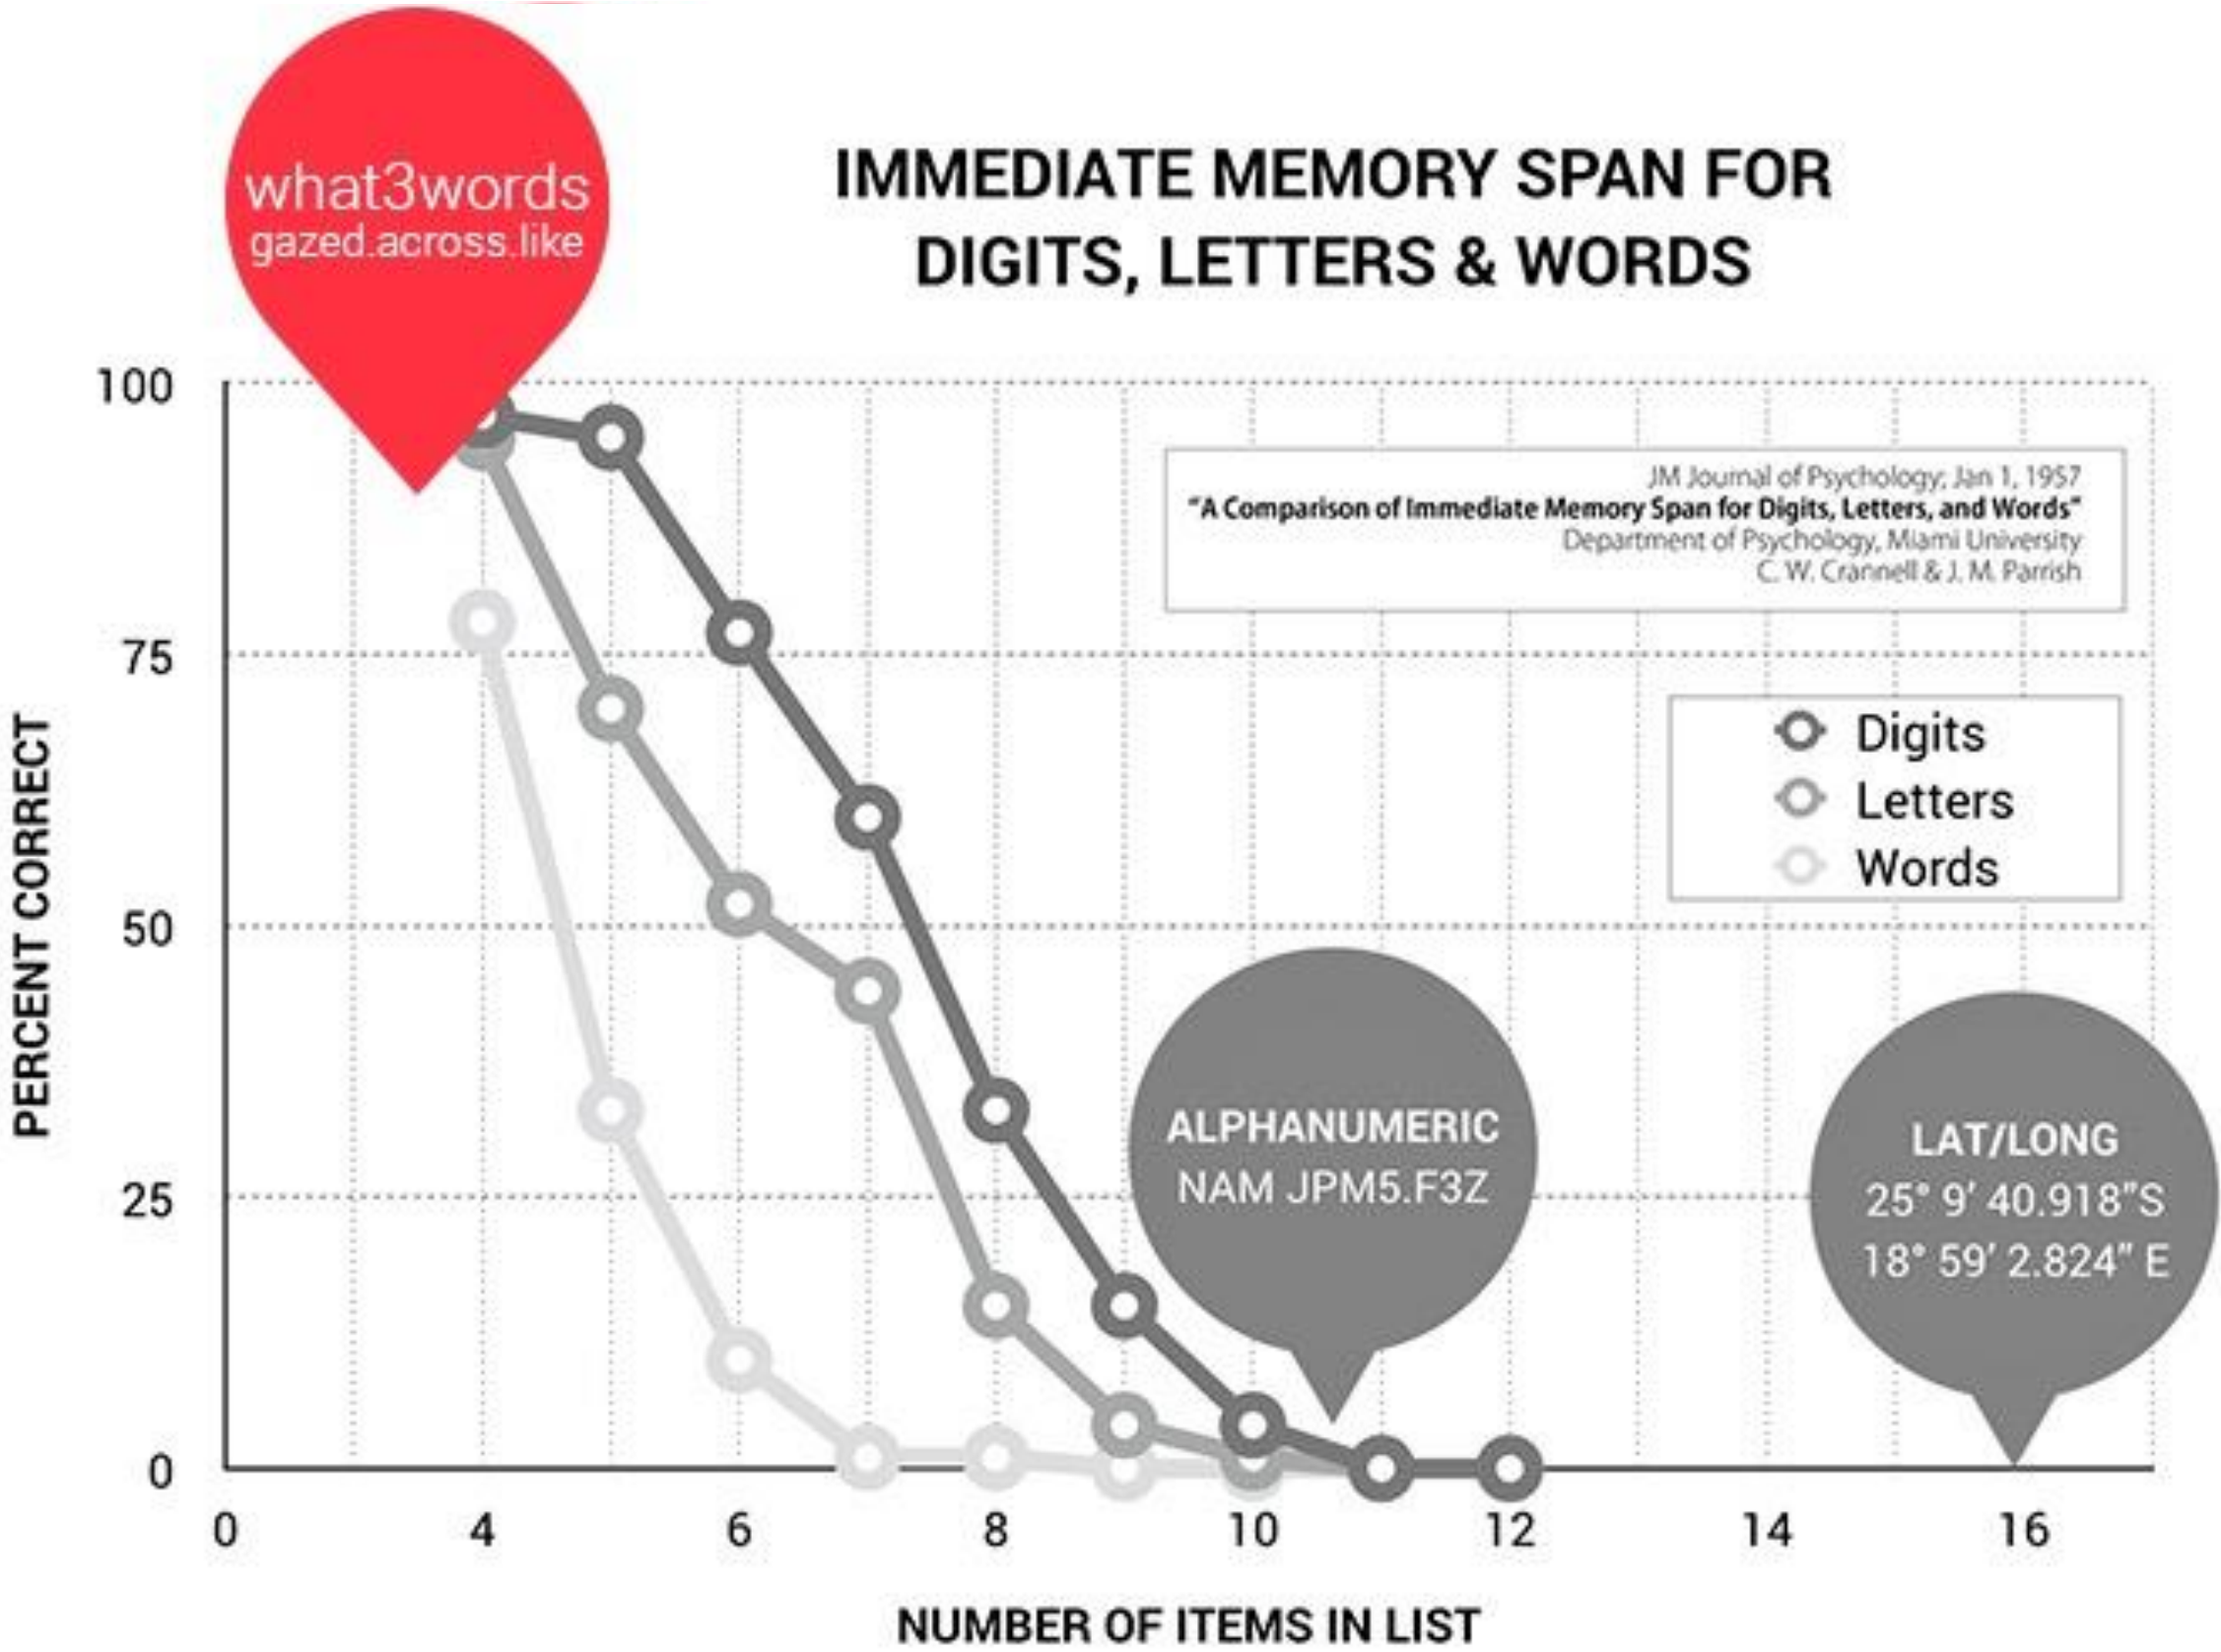 what3words
gazed.across.like
IMMEDIATE MEMORY SPAN FOR
DIGITS, LETTERS & WORDS
JM Journal of Psychology; Jan 1, 1957
"A Comparison of Immediate Memory Span for Digits, Letters, and Words"
Department of Psychology, Miami University
C. W. Crannell & J. M. Parrish
Digits
Letters
Words
PERCENT CORRECT
100
75
50
25
0
ALPHANUMERIC
NAM JPM5.F3Z
LAT/LONG
25° 9′ 40.918”S
18° 59′ 2.824” E
0 4 6 8 10 12 14 16
NUMBER OF ITEMS IN LIST